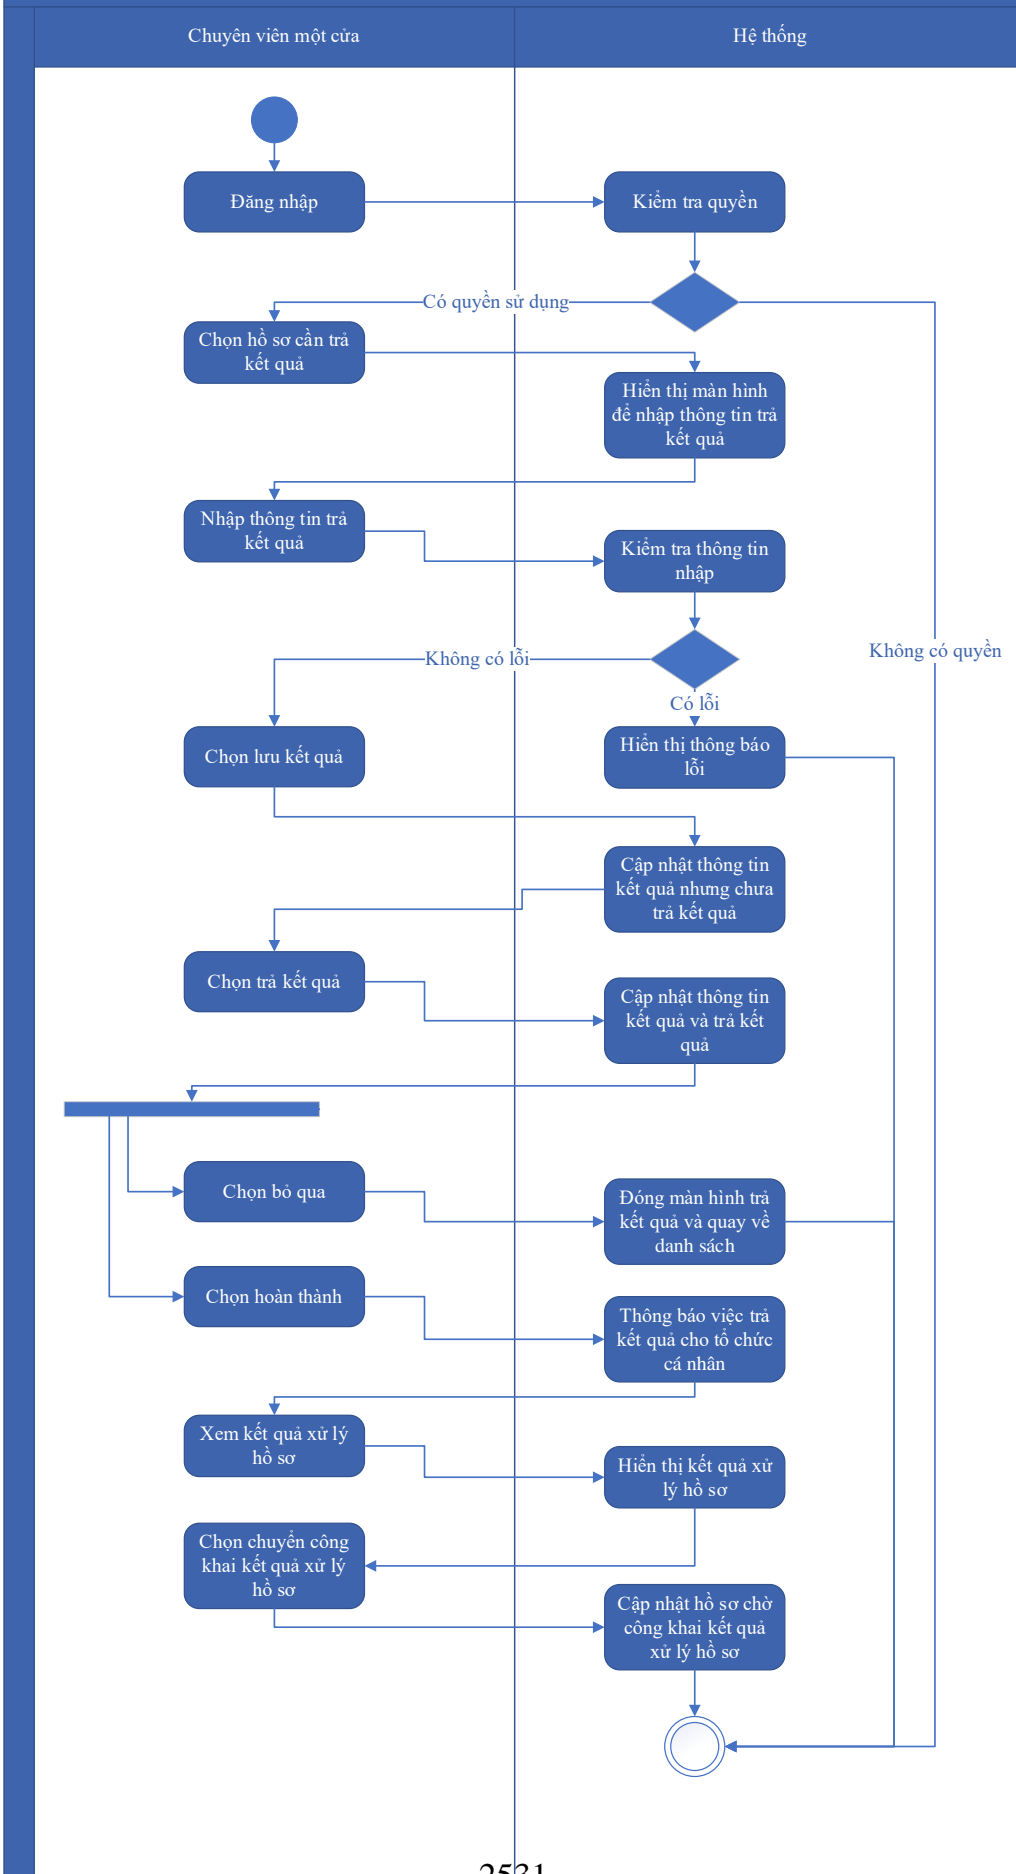 Chuyên viên một cửa
Hệ thống
Đăng nhập
Kiểm tra quyền
Có quyền sử dụng
Chọn hồ sơ cần trả
kết quả
Hiển thị màn hình
để nhập thông tin trả
kết quả
Nhập thông tin trả
kết quả
Kiểm tra thông tin
nhập
Không có quyền
Không có lỗi
Có lỗi
Chọn lưu kết quả
Hiển thị thông báo
lỗi
Cập nhật thông tin
kết quả nhưng chưa
trả kết quả
Chọn trả kết quả
Cập nhật thông tin
kết quả và trả kết
quả
Chọn bỏ qua
Đóng màn hình trả
kết quả và quay về
danh sách
Chọn hoàn thành
Thông báo việc trả
kết quả cho tổ chức
cá nhân
Xem kết quả xử lý
hồ sơ
Hiển thị kết quả xử
lý hồ sơ
Chọn chuyển công
khai kết quả xử lý
hồ sơ
Cập nhật hồ sơ chờ
công khai kết quả
xử lý hồ sơ
2531